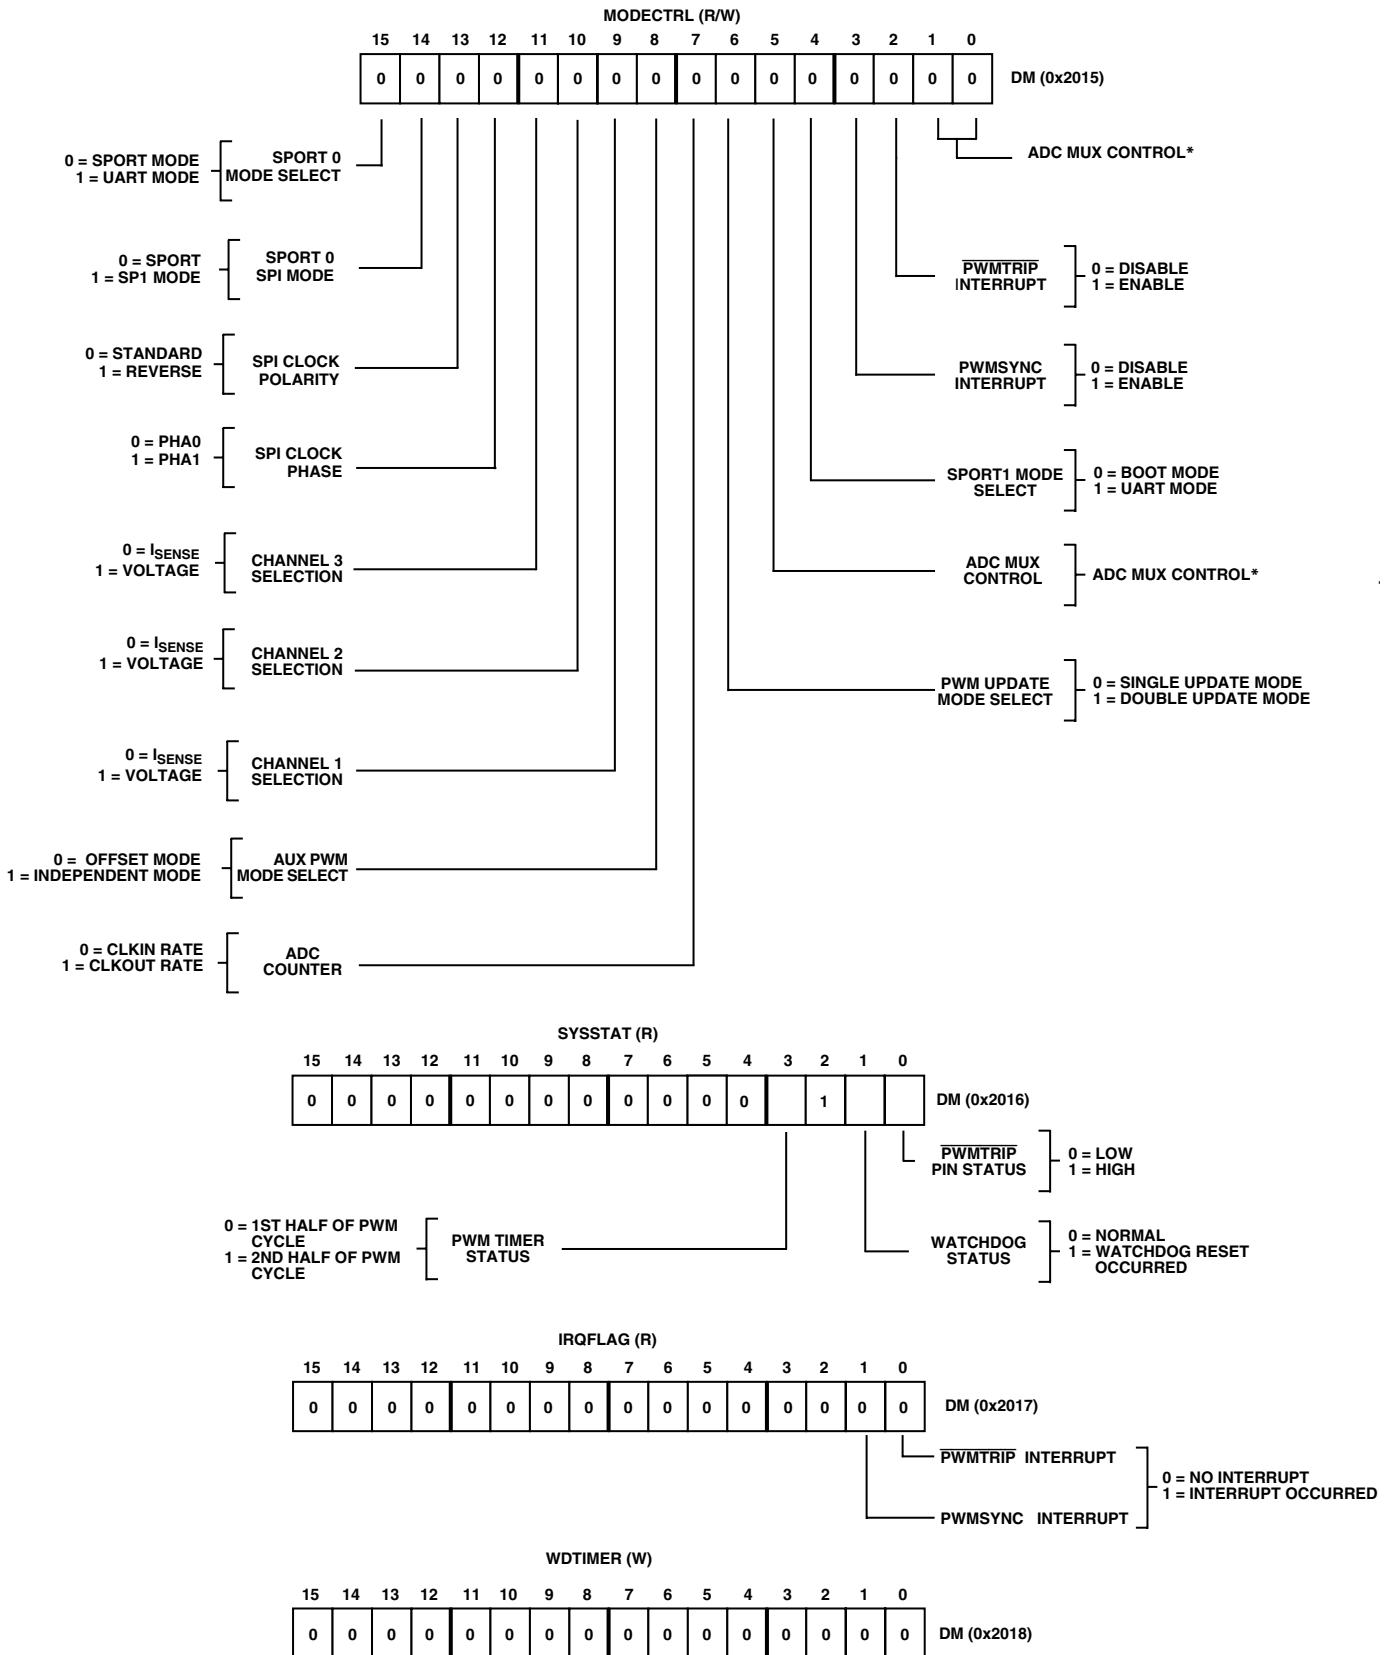 MODECTRL (R/W)
15 14 13 12 11 10 9 8 7 6 5 4 3 2 1 0
0 0 0 0 0 0 0 0 0 0 0 0 0 0 0 0
DM (0x2015)
0 = SPORT MODE
1 = UART MODE
SPORT 0
MODE SELECT
ADC MUX CONTROL*
0 = SPORT
1 = SP1 MODE
SPORT 0
SPI MODE
PWMTRIP
INTERRUPT
0 = DISABLE
1 = ENABLE
0 = STANDARD
1 = REVERSE
SPI CLOCK
POLARITY
PWMSYNC
INTERRUPT
0 = DISABLE
1 = ENABLE
0 = PHA0
1 = PHA1
SPI CLOCK
PHASE
SPORT1 MODE
SELECT
0 = BOOT MODE
1 = UART MODE
0 = ISENSE
1 = VOLTAGE
CHANNEL 3
SELECTION
ADC MUX
CONTROL
ADC MUX CONTROL*
0 = ISENSE
1 = VOLTAGE
CHANNEL 2
SELECTION
PWM UPDATE
MODE SELECT
0 = SINGLE UPDATE MODE
1 = DOUBLE UPDATE MODE
0 = ISENSE
1 = VOLTAGE
CHANNEL 1
SELECTION
0 = OFFSET MODE
1 = INDEPENDENT MODE
AUX PWM
MODE SELECT
0 = CLKIN RATE
1 = CLKOUT RATE
ADC
COUNTER
SYSSTAT (R)
15 14 13 12 11 10 9 8 7 6 5 4 3 2 1 0
0 0 0 0 0 0 0 0 0 0 0 0 1
DM (0x2016)
PWMTRIP
PIN STATUS
0 = LOW
1 = HIGH
0 = 1ST HALF OF PWM
CYCLE
1 = 2ND HALF OF PWM
CYCLE
PWM TIMER
STATUS
WATCHDOG
STATUS
0 = NORMAL
1 = WATCHDOG RESET
OCCURRED
IRQFLAG (R)
15 14 13 12 11 10 9 8 7 6 5 4 3 2 1 0
0 0 0 0 0 0 0 0 0 0 0 0 0 0 0 0
DM (0x2017)
PWMTRIP INTERRUPT
PWMSYNC INTERRUPT
0 = NO INTERRUPT
1 = INTERRUPT OCCURRED
WDTIMER (W)
15 14 13 12 11 10 9 8 7 6 5 4 3 2 1 0
0 0 0 0 0 0 0 0 0 0 0 0 0 0 0 0
DM (0x2018)